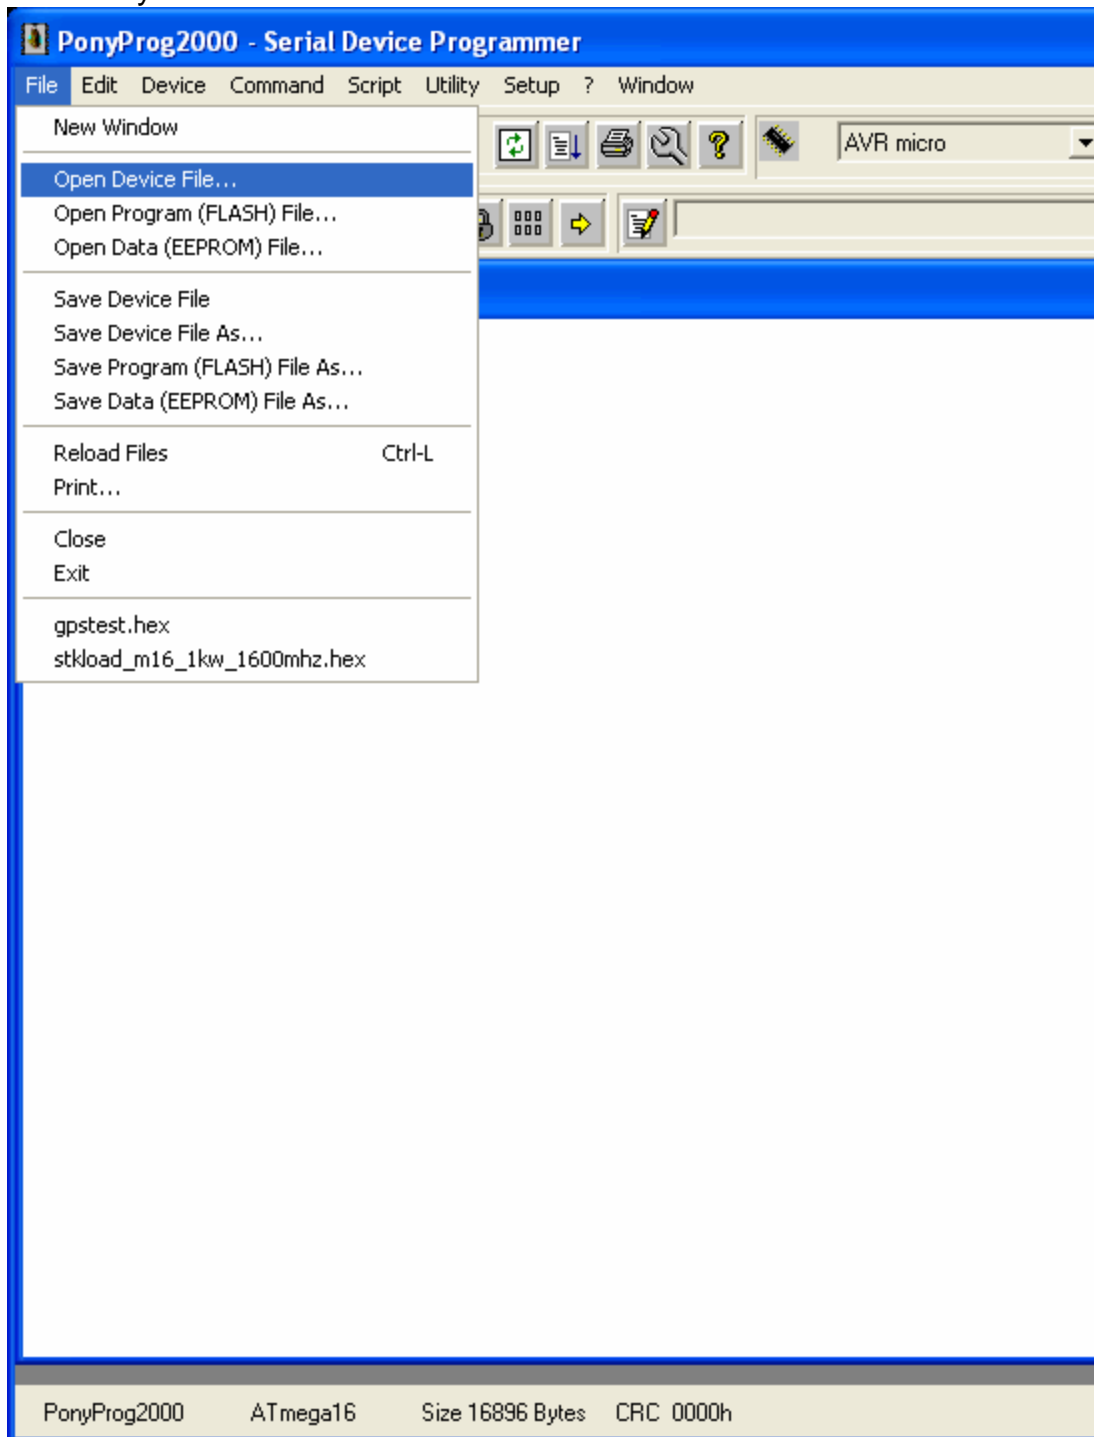 PonyProg2000 - Serial Device Programmer
File Edit Device Command Script Utility Setup ? Window
New Window
AVR micro
Open Device File...
Open Program (FLASH) File...
Open Data (EEPROM) File...
Save Device File
Save Device File As...
Save Program (FLASH) File As...
Save Data (EEPROM) File As...
Reload Files Ctrl-L
Print...
Close
Exit
gpstest.hex
stkload_m16_1kw_1600mhz.hex
PonyProg2000 ATmega16 Size 16896 Bytes CRC 0000h